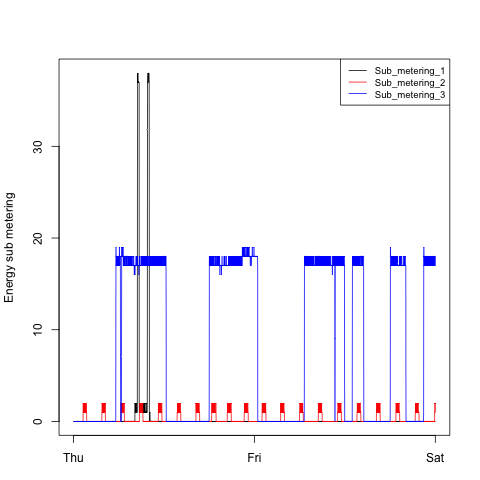 Sub_metering_1
Sub_metering_2
Sub_metering_3
Energy sub metering
30
20
10
0
Thu Fri Sat